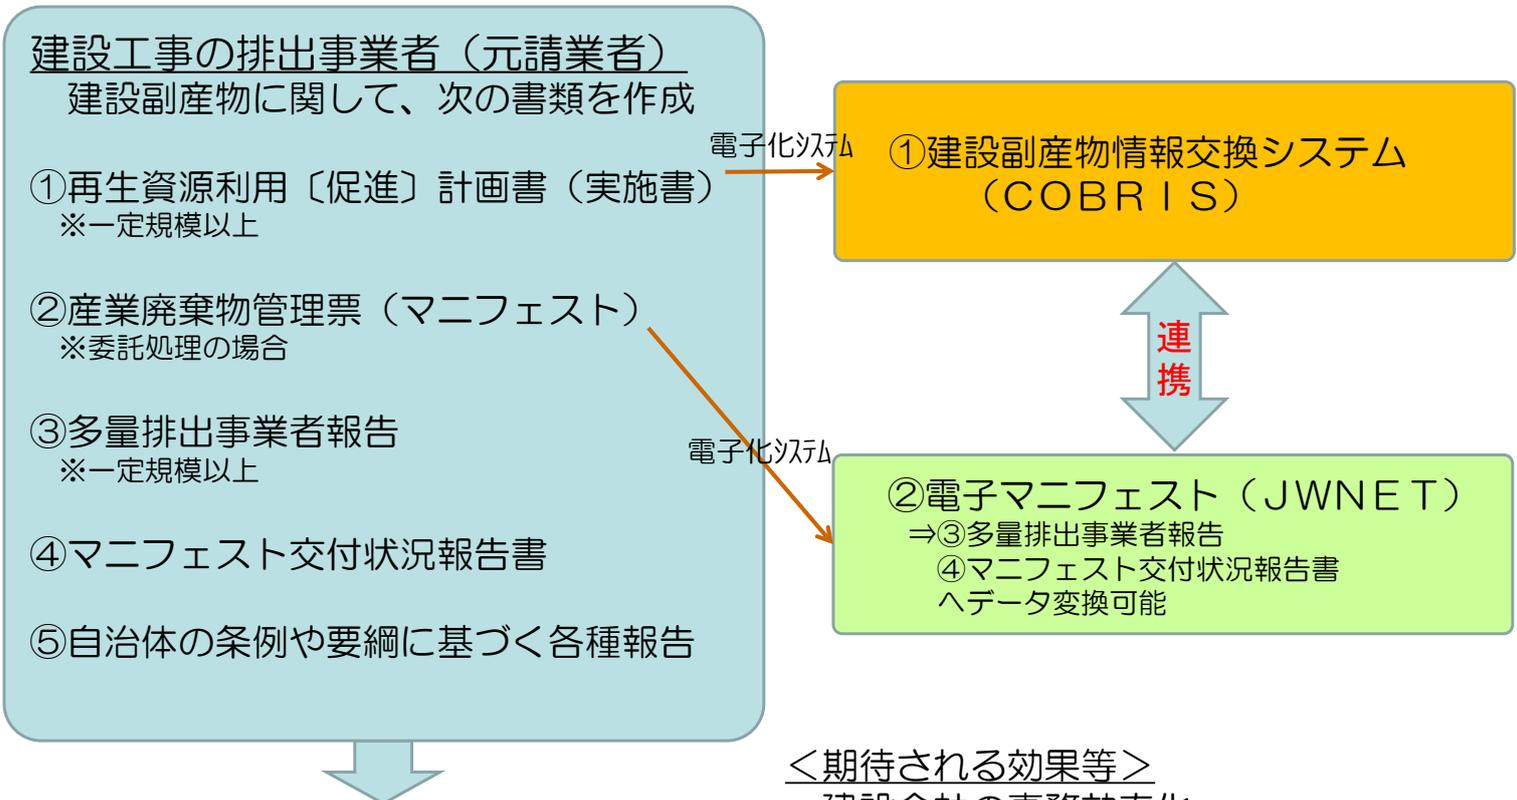 建設工事の排出事業者（元請業者）
建設副産物に関して、次の書類を作成
①再生資源利用〔促進〕計画書（実施書）
※一定規模以上
②産業廃棄物管理票（マニフェスト）
※委託処理の場合
③多量排出事業者報告
※一定規模以上
④マニフェスト交付状況報告書
⑤自治体の条例や要綱に基づく各種報告
電子化ｼｽﾃﾑ
①建設副産物情報交換システム
（ＣＯＢＲＩＳ）
連
携
電子化ｼｽﾃﾑ
②電子マニフェスト（ＪＷＮＥＴ）
⇒③多量排出事業者報告
④マニフェスト交付状況報告書
へデータ変換可能
＜期待される効果等＞